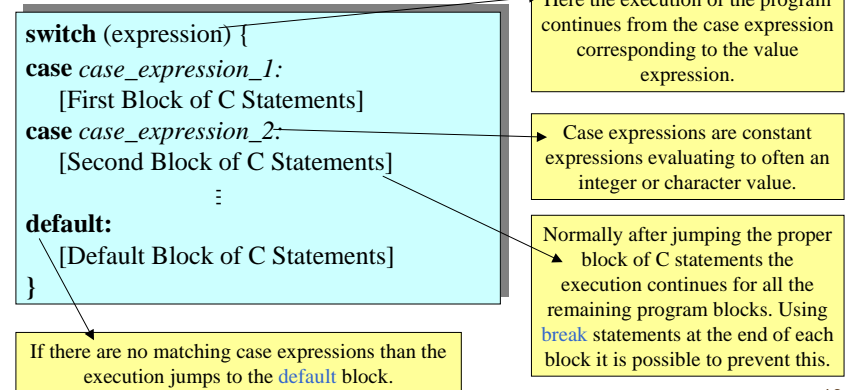 switch (expression) {
case case_expression_1:
[First Block of C Statements]
case case_expression_2:
[Second Block of C Statements]
⋮
default:
[Default Block of C Statements]
}
Here the execution of the program
continues from the case expression
corresponding to the value
expression.
Case expressions are constant
expressions evaluating to often an
integer or character value.
Normally after jumping the proper
block of C statements the
execution continues for all the
remaining program blocks. Using
break statements at the end of each
block it is possible to prevent this.
If there are no matching case expressions than the
execution jumps to the default block.